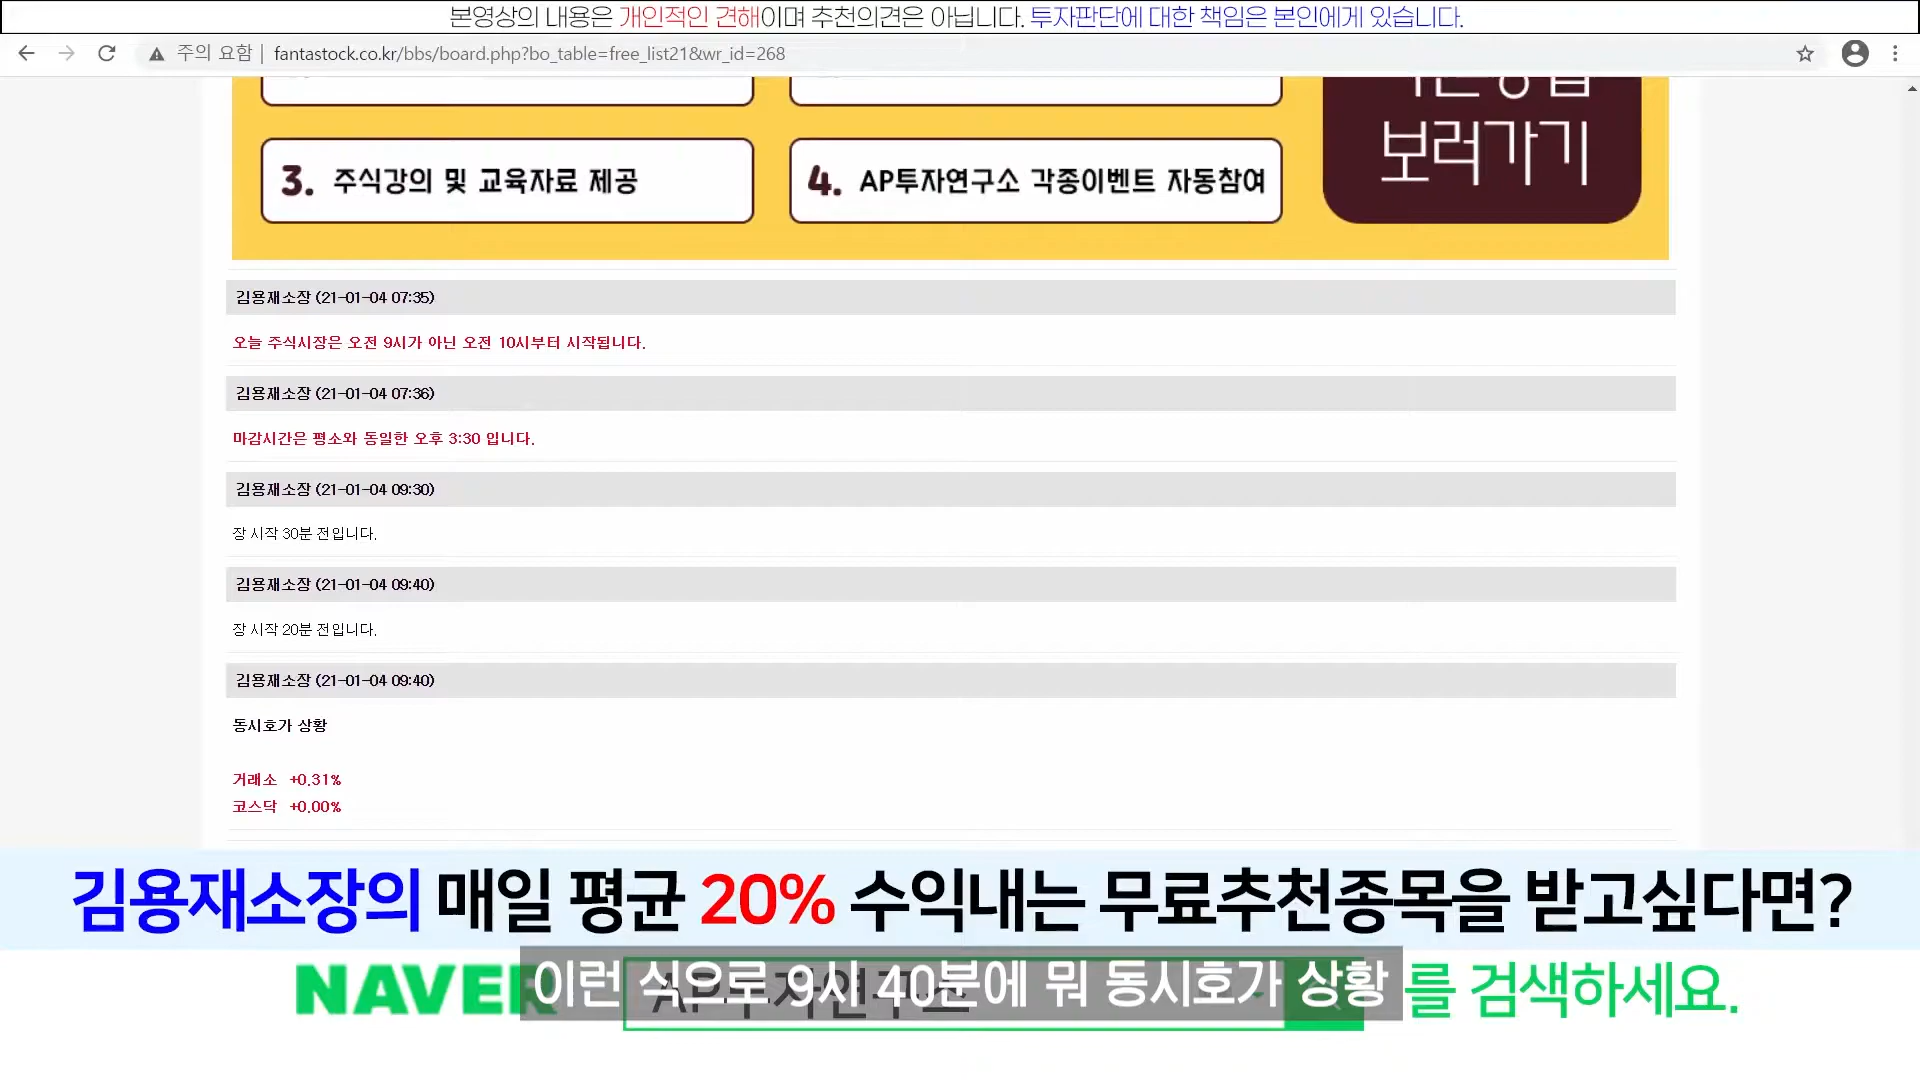 본영상의 내용은 개인적인 견해이며 추천의견은 아닙니다. 투자판단에 대한 책임은 본인에게 있습니다.
주의 요함 | fantastock.co.kr/bbs/board.php?bo_table=free_list21&wr_id=268
보러가기
3. 주식강의 및 교육자료 제공
4. AP투자연구소 각종이벤트 자동참여
김용재소장 (21-01-04 07:35)
오늘 주식시장은 오전 9시가 아닌 오전 10시부터 시작됩니다.
김용재소장 (21-01-04 07:36)
마감시간은 평소와 동일한 오후 3:30 입니다.
김용재소장 (21-01-04 09:30)
장 시작 30분 전입니다.
김용재소장 (21-01-04 09:40)
장 시작 20분 전입니다.
김용재소장 (21-01-04 09:40)
동시호가 상황
거래소 +0.31%
코스닥 +0.00%
김용재소장의 매일 평균 20% 수익내는 무료추천종목을 받고싶다면?
NAVER AP투자연구소 를 검색하세요.
이런 식으로 9시 40분에 뭐 동시호가 상황